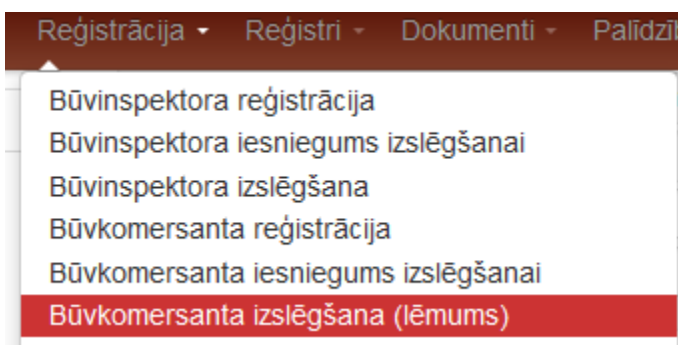 Reģistrācija Reģistri Dokumenti
Būvinspektora reģistrācija
Būvinspektora iesniegums izslēgšanai
Būvinspektora izslēgšana
Būvkomersanta reģistrācija
Būvkomersanta iesniegums izslēgšanai
Būvkomersanta izslēgšana (lēmums)